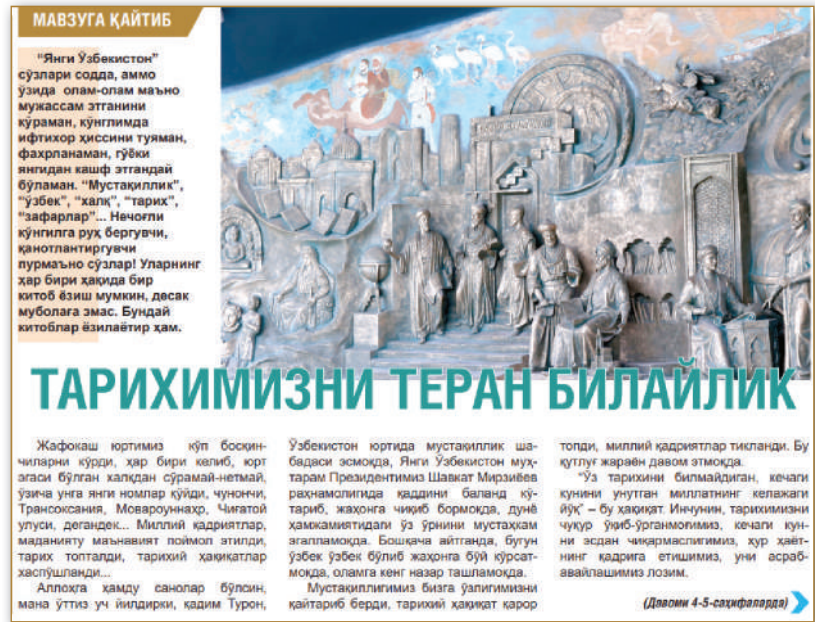 МАВЗУГА ҚАЙТИБ
“Янги Ўзбекистон”
сўзлари содда, аммо
ўзида олам-олам маъно
мужассам этганини
кўраман, кўнглимда
ифтихор ҳиссини туяман,
фахрланаман, гўёки
янгидан кашф этгандай
бўламан. “Мустақиллик”,
“ўзбек”, “халқ”, “тарих”,
“зафарлар”... Нечоғли
кўнгилга руҳ бергувчи,
қанотлантиргувчи
пурмаъно сўзлар! Уларнинг
ҳар бири ҳақида бир
китоб ёзиш мумкин, десак
муболаға эмас. Бундай
китоблар ёзилаётир ҳам.
ТАРИХИМИЗНИ ТЕРАН БИЛАЙЛИК
Жафокаш юртимиз кўп босқин-
чиларни кўрди, ҳар бири келиб, юрт
эгаси бўлган халқдан сўрамай-нетмай,
ўзича унга янги номлар қўйди, чунончи,
Трансоксания, Мовароуннаҳр, Чиғатой
улуси, дегандек... Миллий қадриятлар,
маданияту маънавият поймол этилди,
тарих топталди, тарихий ҳақиқатлар
хаспўшланди...
Аллоҳга ҳамду санолар бўлсин,
мана ўттиз уч йилдирки, қадим Турон,
Ўзбекистон юртида мустақиллик ша-
бадаси эсмоқда, Янги Ўзбекистон муҳ-
тарам Президентимиз Шавкат Мирзиёев
раҳнамолигида қаддини баланд кў-
тариб, жаҳонга чиқиб бормоқда, дунё
ҳамжамиятидаги ўз ўрнини мустаҳкам
эгалламоқда. Бошқача айтганда, бугун
ўзбек ўзбек бўлиб жаҳонга бўй кўрсат-
моқда, оламга кенг назар ташламоқда.
Мустақиллигимиз бизга ўзлигимизни
қайтариб берди, тарихий ҳақиқат қарор
топди, миллий қадриятлар тикланди. Бу
қутлуғ жараён давом этмоқда.
“Ўз тарихини билмайдиган, кечаги
кунини унутган миллатнинг келажаги
йўқ” – бу ҳақиқат. Инчунин, тарихимизни
чуқур ўқиб-ўрганмоғимиз, кечаги кун-
ни эсдан чиқармаслигимиз, ҳур ҳаёт-
нинг қадрига етишимиз, уни асраб-
авайлашимиз лозим.
(Давоми 4-5-саҳифаларда)